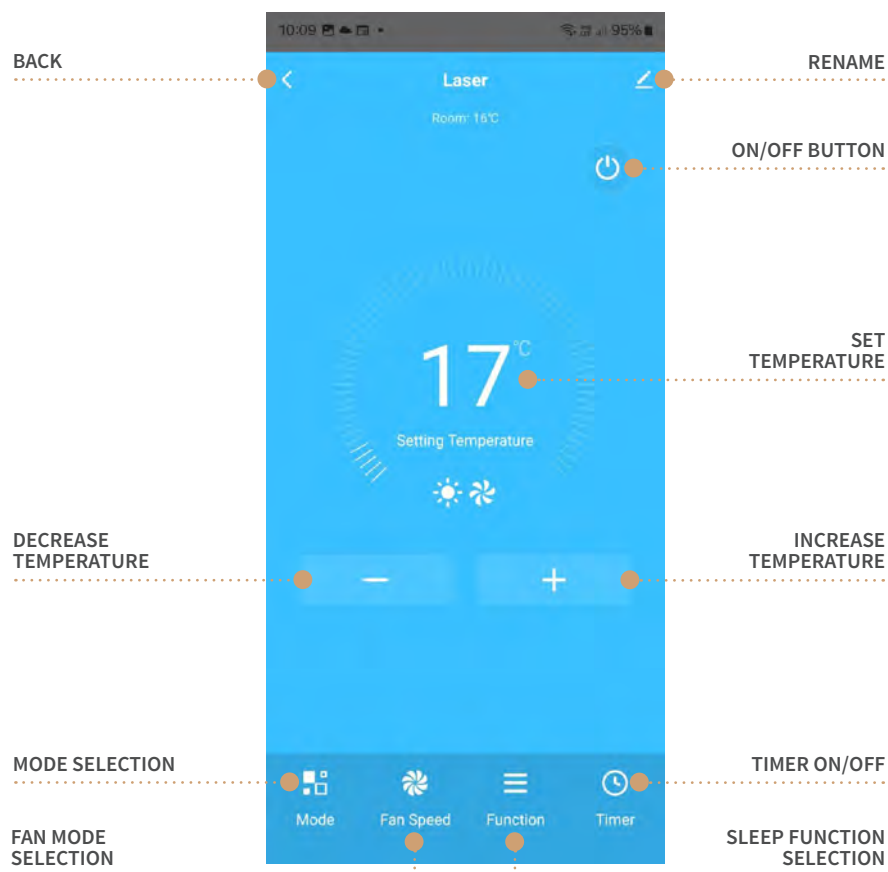 10:09
95%
BACK
Laser
RENAME
Room: 16°C
ON/OFF BUTTON
17°C
SET
TEMPERATURE
Setting Temperature
DECREASE
TEMPERATURE
INCREASE
TEMPERATURE
MODE SELECTION
TIMER ON/OFF
Mode
Fan Speed
Function
Timer
FAN MODE
SELECTION
SLEEP FUNCTION
SELECTION